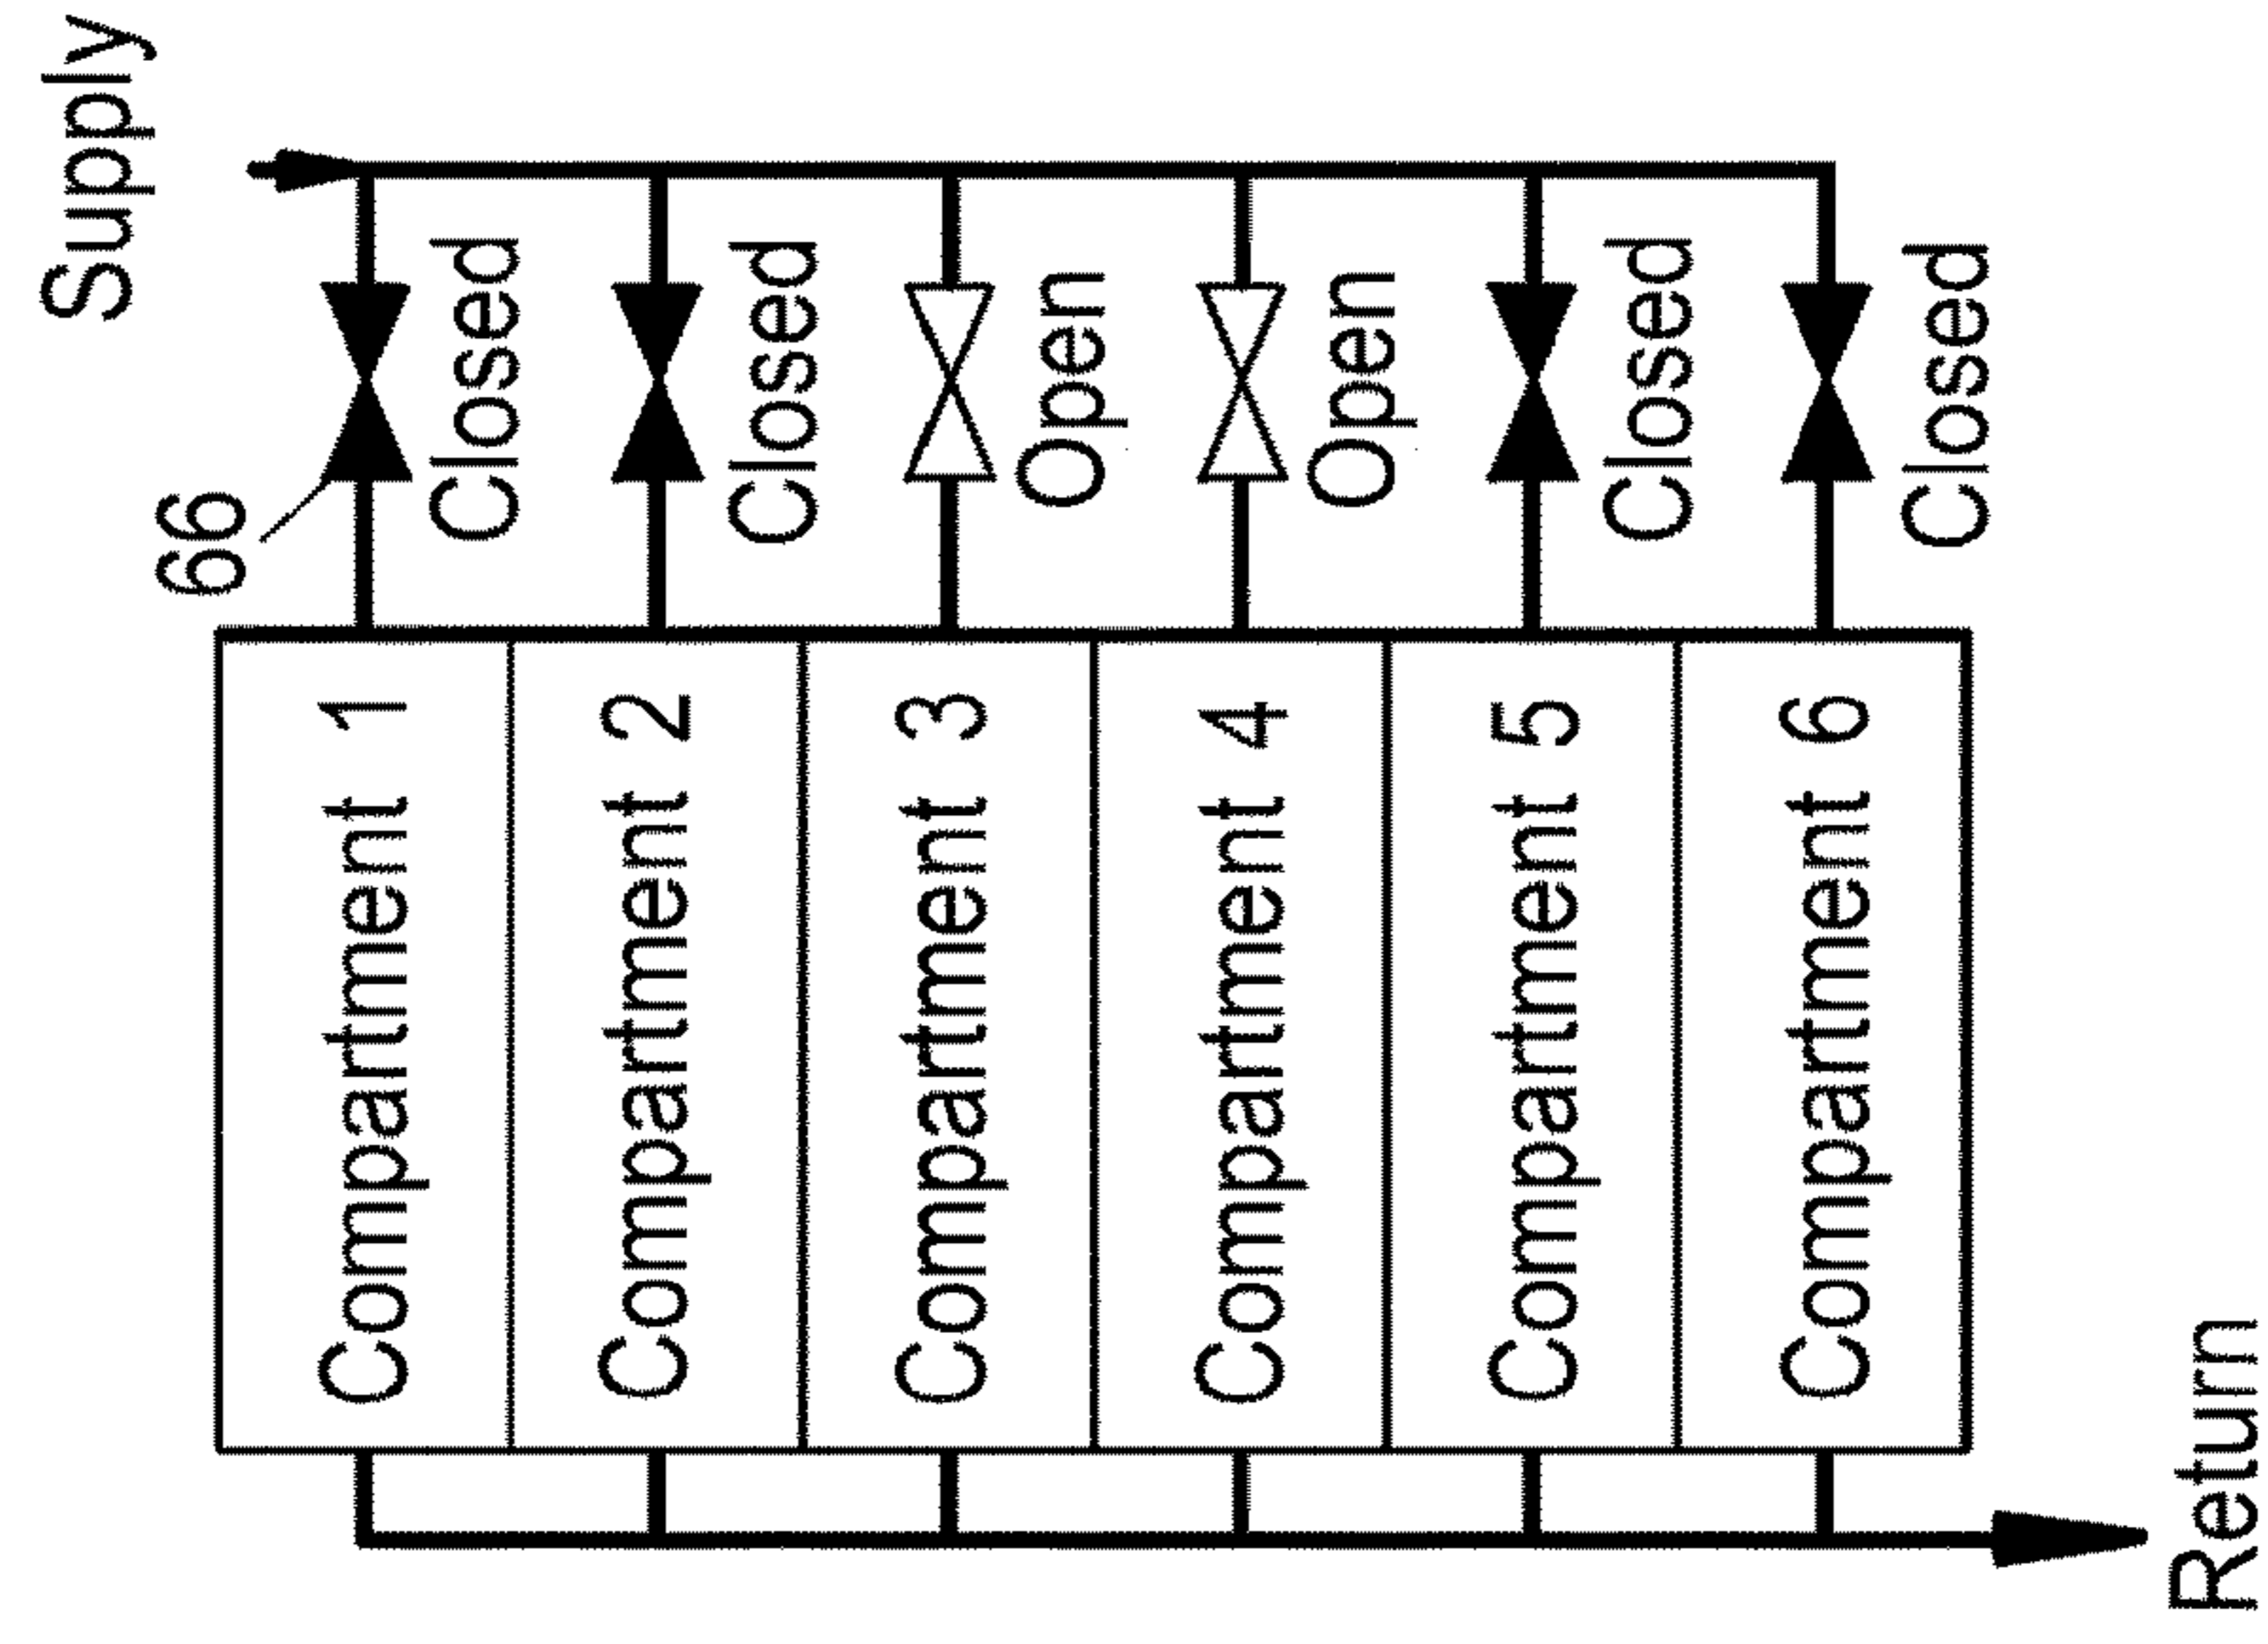 Supply
66
Closed
Closed
Open
Open
Closed
Closed
Compartment 1
Compartment 2
Compartment 3
Compartment 4
Compartment 5
Compartment 6
Return